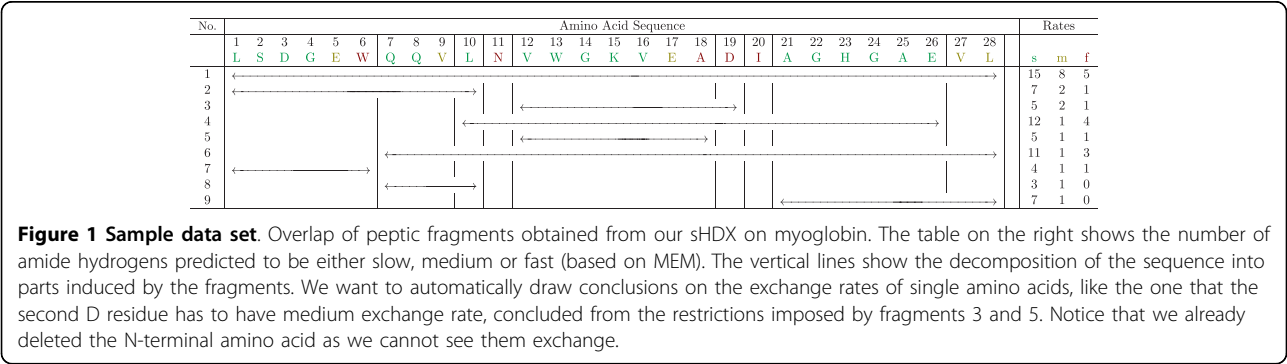 No. Amino Acid Sequence Rates
1 2 3 4 5 6 7 8 9 10 11 12 13 14 15 16 17 18 19 20 21 22 23 24 25 26 27 28
L S D G E W Q Q V L N V W G K V E A D I A G H G A E V L s m f
1 15 8 5
2 7 2 1
3 5 2 1
4 12 1 4
5 5 1 1
6 11 1 3
7 4 1 1
8 3 1 0
9 7 1 0
Figure 1 Sample data set. Overlap of peptic fragments obtained from our sHDX on myoglobin. The table on the right shows the number of
amide hydrogens predicted to be either slow, medium or fast (based on MEM). The vertical lines show the decomposition of the sequence into
parts induced by the fragments. We want to automatically draw conclusions on the exchange rates of single amino acids, like the one that the
second D residue has to have medium exchange rate, concluded from the restrictions imposed by fragments 3 and 5. Notice that we already
deleted the N-terminal amino acid as we cannot see them exchange.